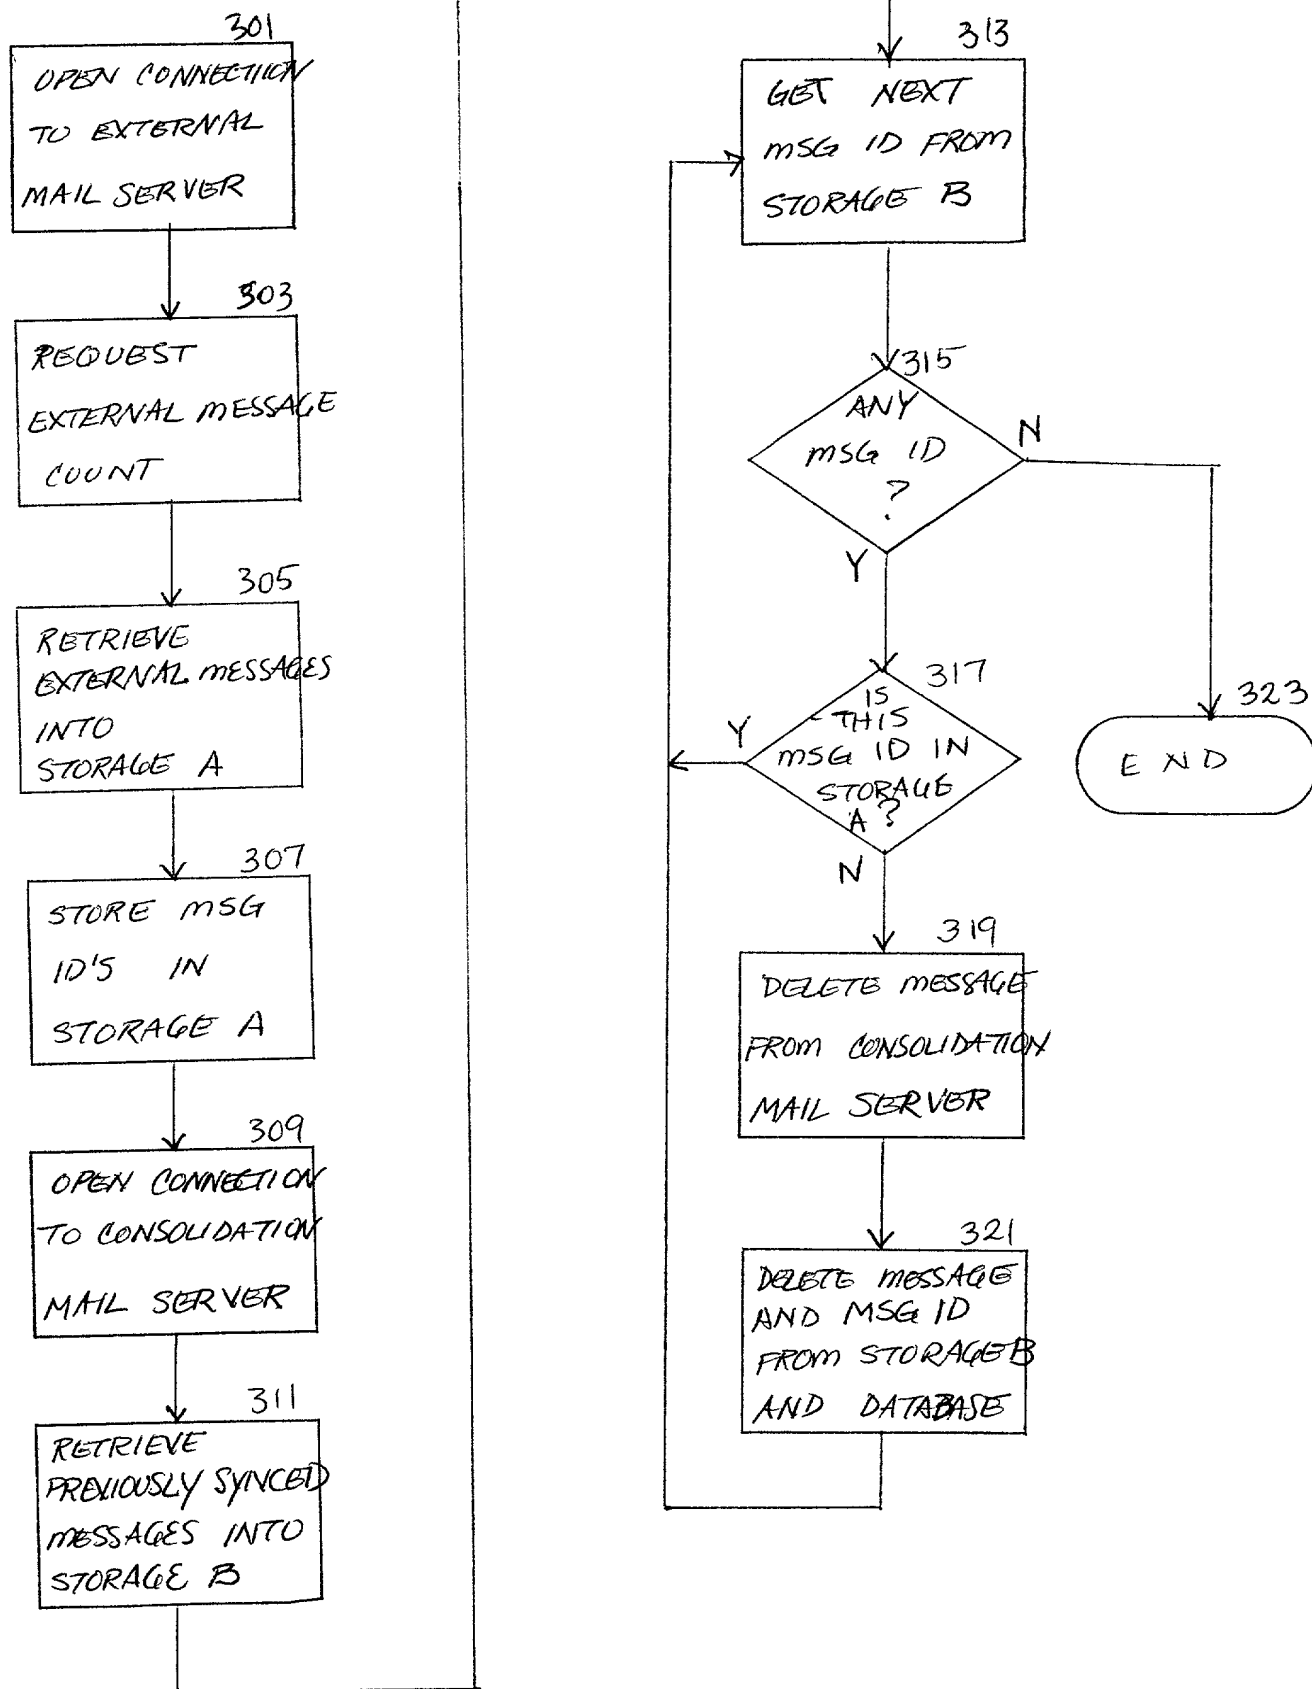 301
OPEN CONNECTION
TO EXTERNAL
MAIL SERVER
303
REQUEST
EXTERNAL MESSAGE
COUNT
305
RETRIEVE
EXTERNAL MESSAGES
INTO
STORAGE A
307
STORE MSG
ID'S IN
STORAGE A
309
OPEN CONNECTION
TO CONSOLIDATION
MAIL SERVER
311
RETRIEVE
PREVIOUSLY SYNCED
MESSAGES INTO
STORAGE B
313
GET NEXT
MSG ID FROM
STORAGE B
315
ANY
MSG ID
?
N
Y
317
IS
THIS
MSG ID IN
STORAGE
A?
Y
N
323
END
319
DELETE MESSAGE
FROM CONSOLIDATION
MAIL SERVER
321
DELETE MESSAGE
AND MSG ID
FROM STORAGE B
AND DATABASE